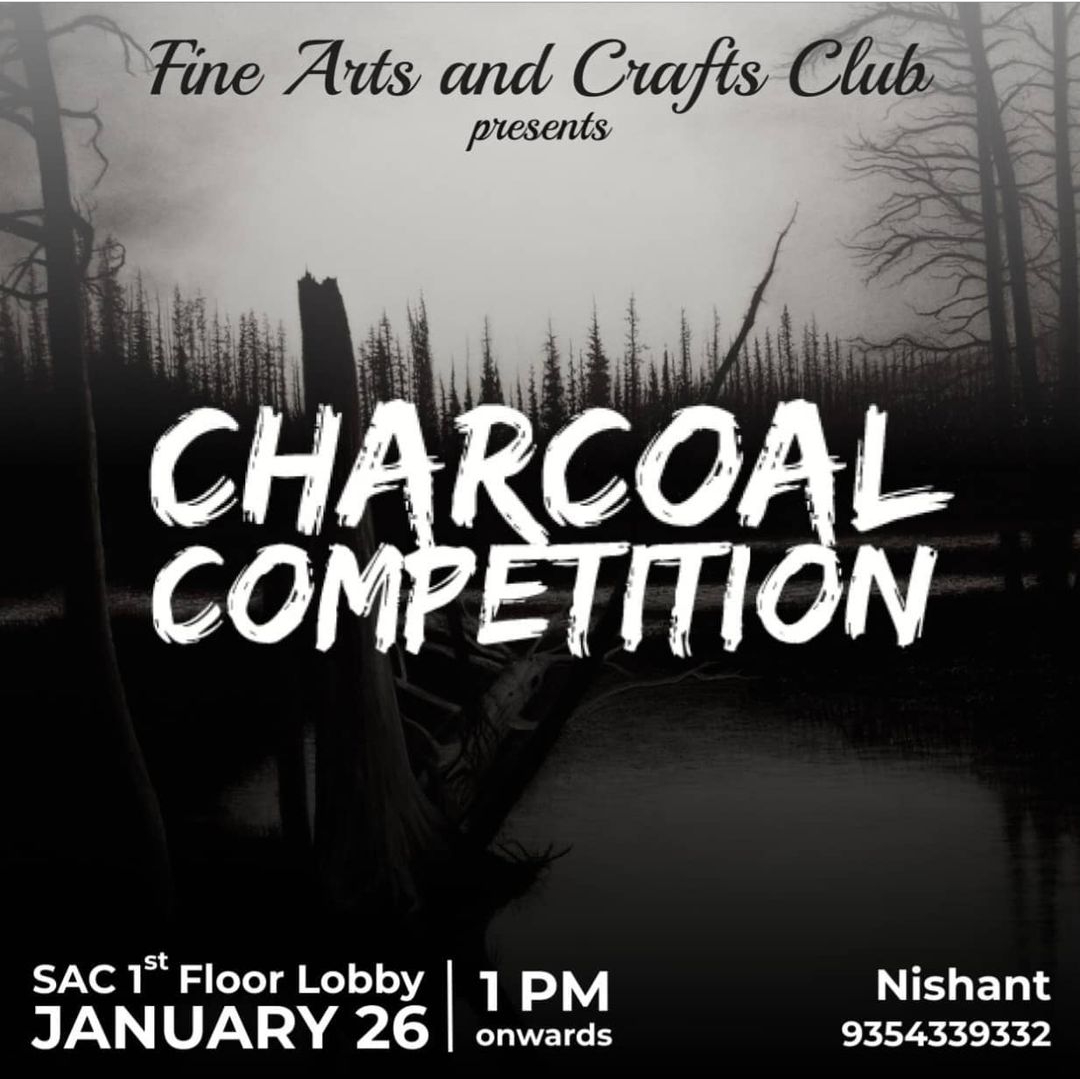 Fine Arts and Crafts Club
presents
CHARCOAL
COMPETITION
SAC 1st Floor Lobby
JANUARY 26
1 PM
onwards
Nishant
9354339332